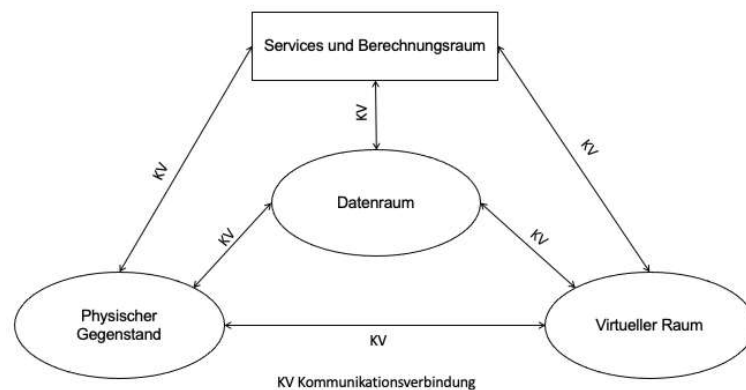 Services und Berechnungsraum
KV
KV
KV
Datenraum
KV
KV
Physischer
Gegenstand
Virtueller Raum
KV
KV Kommunikationsverbindung